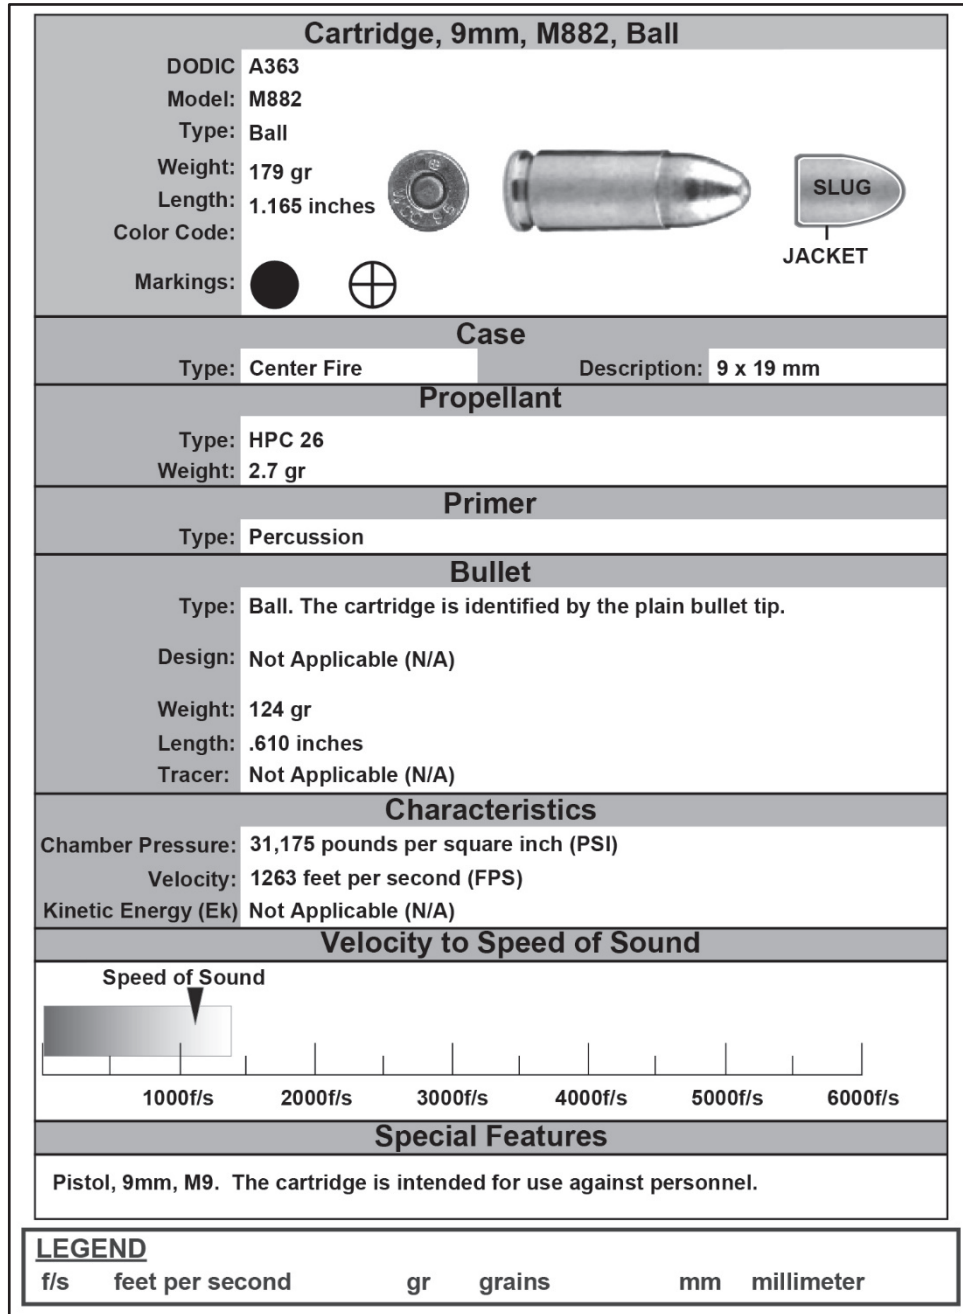 Cartridge, 9mm, M882, Ball
DODIC A363
Model: M882
Type: Ball
Weight: 179 gr
Length: 1.165 inches
Color Code:
SLUG
JACKET
Markings:
Case
Type: Center Fire Description: 9 x 19 mm
Propellant
Type: HPC 26
Weight: 2.7 gr
Primer
Type: Percussion
Bullet
Type: Ball. The cartridge is identified by the plain bullet tip.
Design: Not Applicable (N/A)
Weight: 124 gr
Length: .610 inches
Tracer: Not Applicable (N/A)
Characteristics
Chamber Pressure: 31,175 pounds per square inch (PSI)
Velocity: 1263 feet per second (FPS)
Kinetic Energy (Ek) Not Applicable (N/A)
Velocity to Speed of Sound
Speed of Sound
1000f/s 2000f/s 3000f/s 4000f/s 5000f/s 6000f/s
Special Features
Pistol, 9mm, M9. The cartridge is intended for use against personnel.
LEGEND
f/s feet per second gr grains mm millimeter